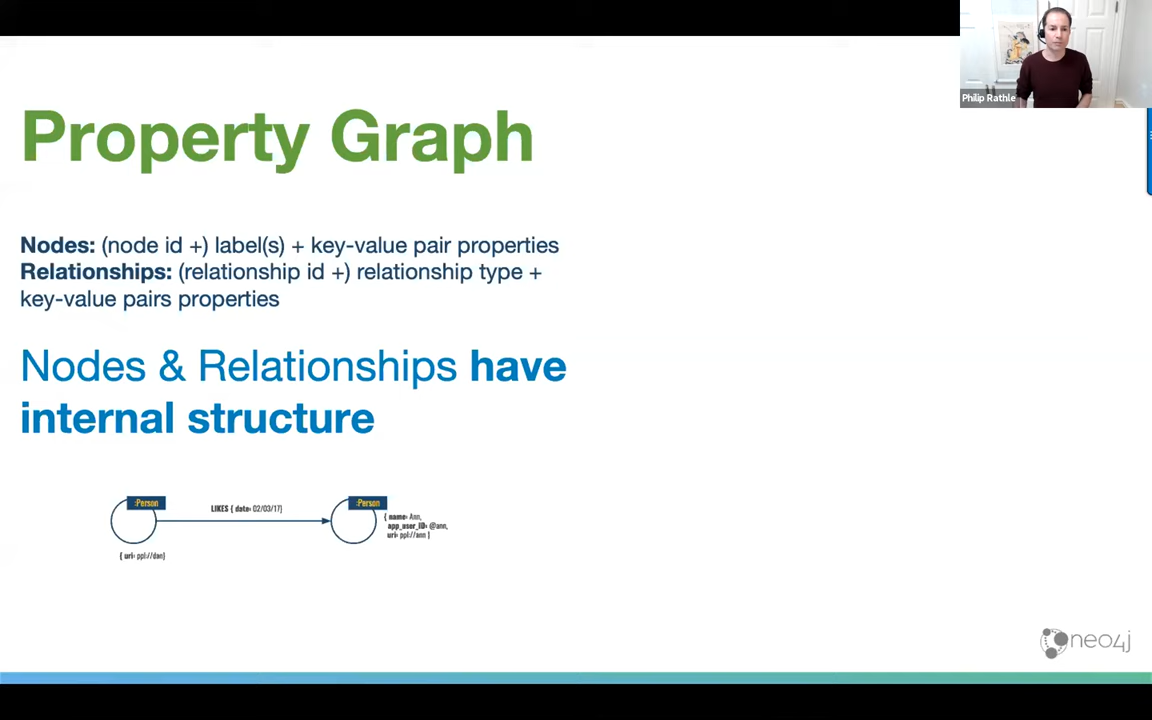 Philip Rathle
Property Graph
Nodes: (node id +) label(s) + key-value pair properties
Relationships: (relationship id +) relationship type +
key-value pairs properties
Nodes & Relationships have
internal structure
:Person
LIKES { date: 02/03/17}
:Person
{ name: Ann,
app_user_ID: @ann,
uri: ppl://ann }
{ uri: ppl://dan}
neo4j